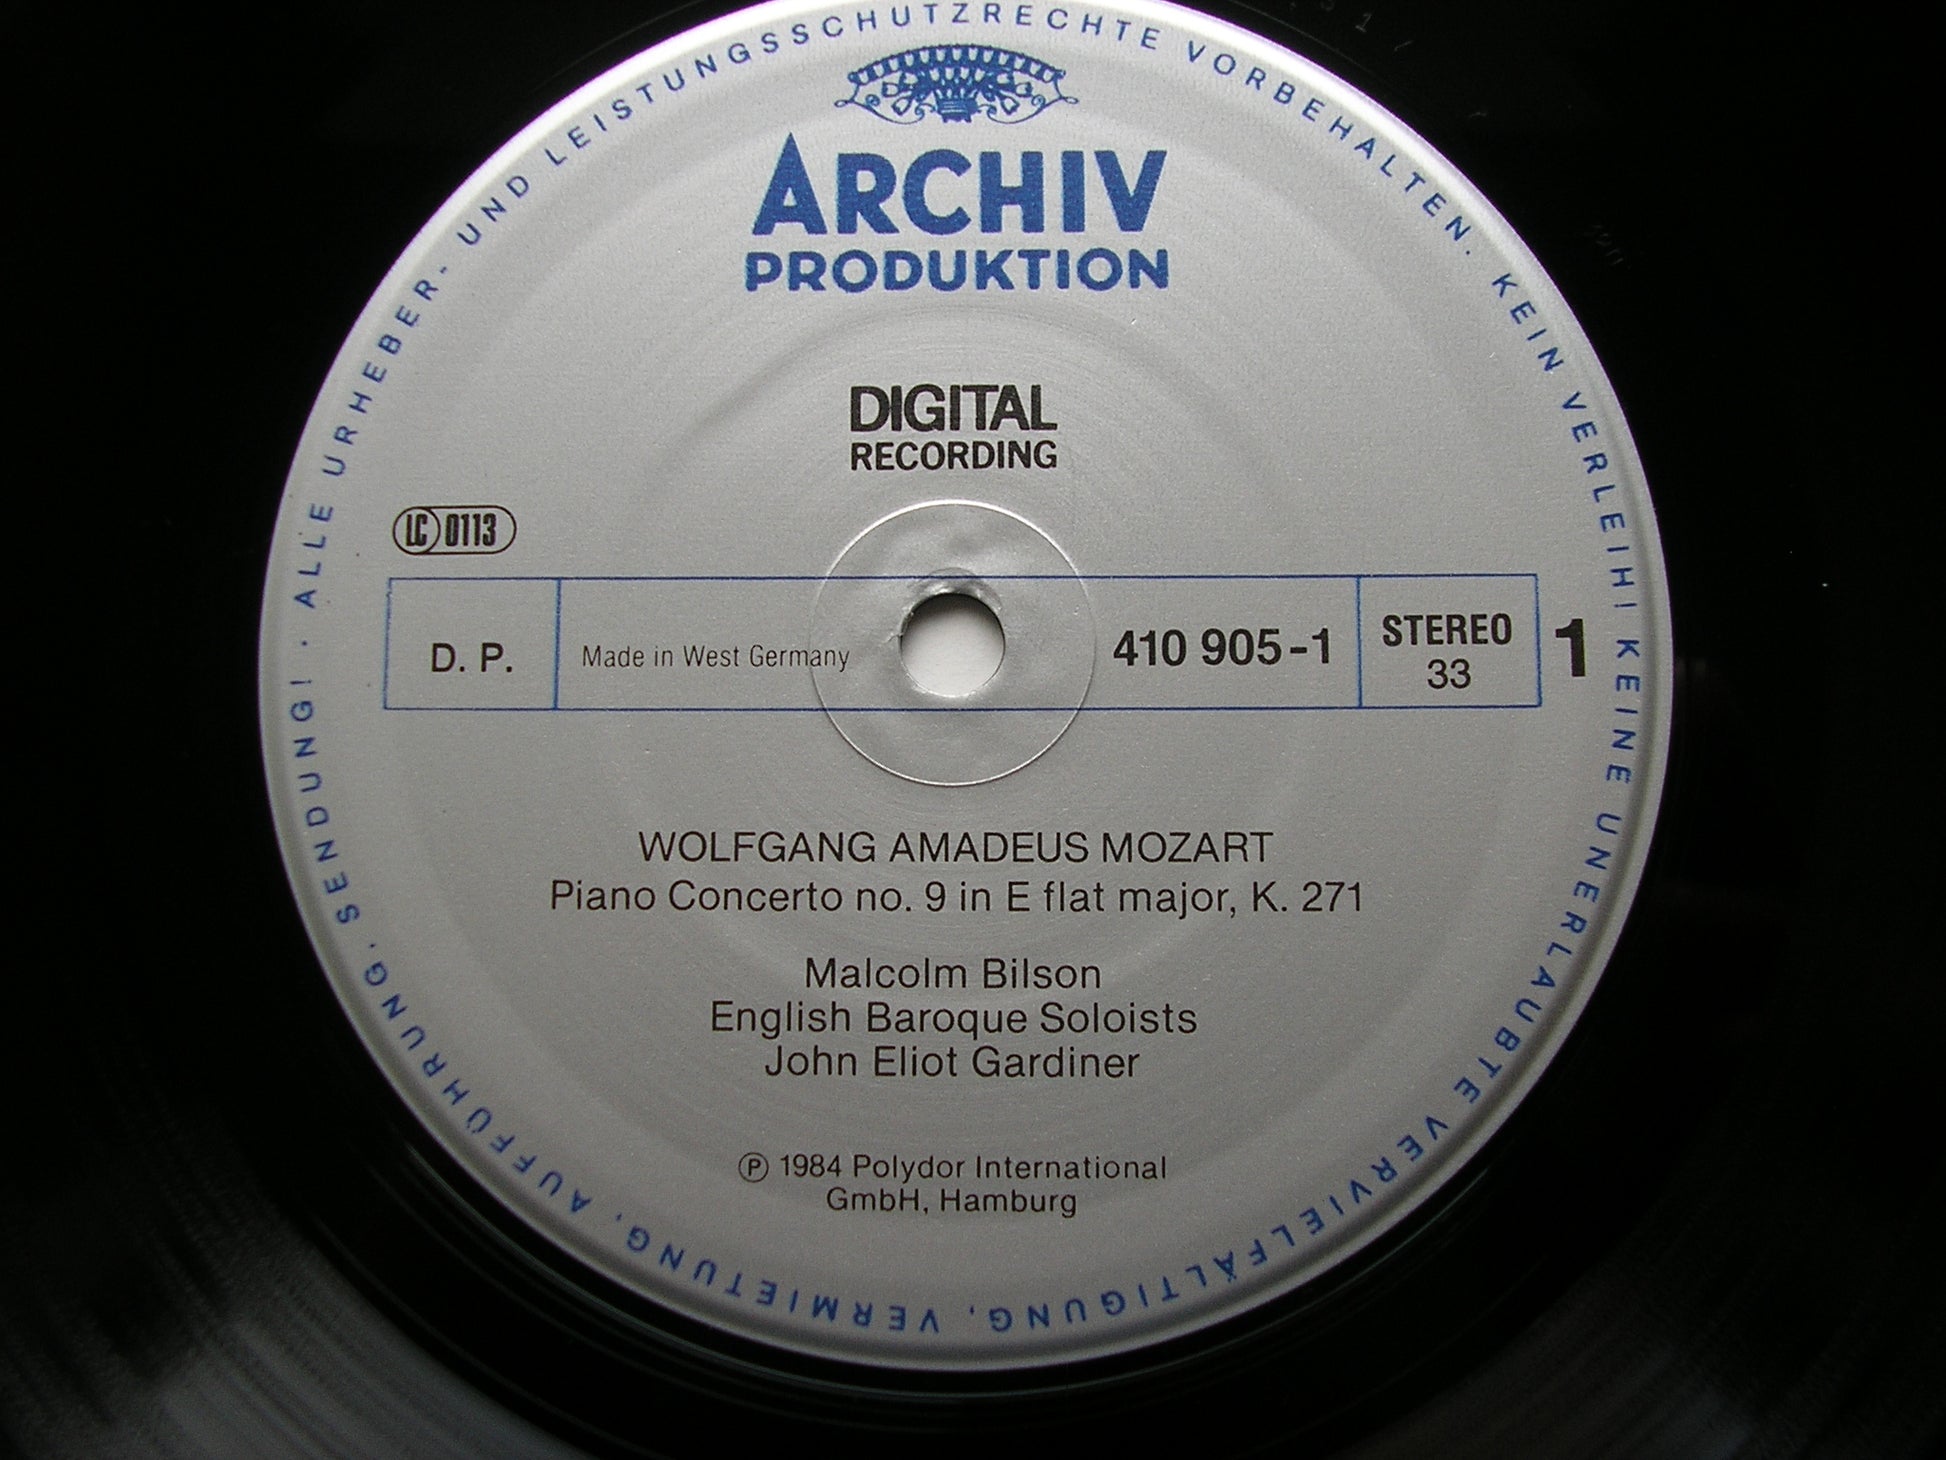 ALLE URHEBER- UND LEISTUNGSSCHUTZRECHTE VORBEHALTEN. KEIN VERLEIH! KEINE UNERLAUBTE VERVIELFÄLTIGUNG, VERMIETUNG, AUFFÜHRUNG, SENDUNG! ·
ARCHIV
PRODUKTION
DIGITAL
RECORDING
LC 0113
D. P. Made in West Germany 410 905-1 STEREO 33 1
WOLFGANG AMADEUS MOZART
Piano Concerto no. 9 in E flat major, K. 271
Malcolm Bilson
English Baroque Soloists
John Eliot Gardiner
Ⓟ 1984 Polydor International
GmbH, Hamburg